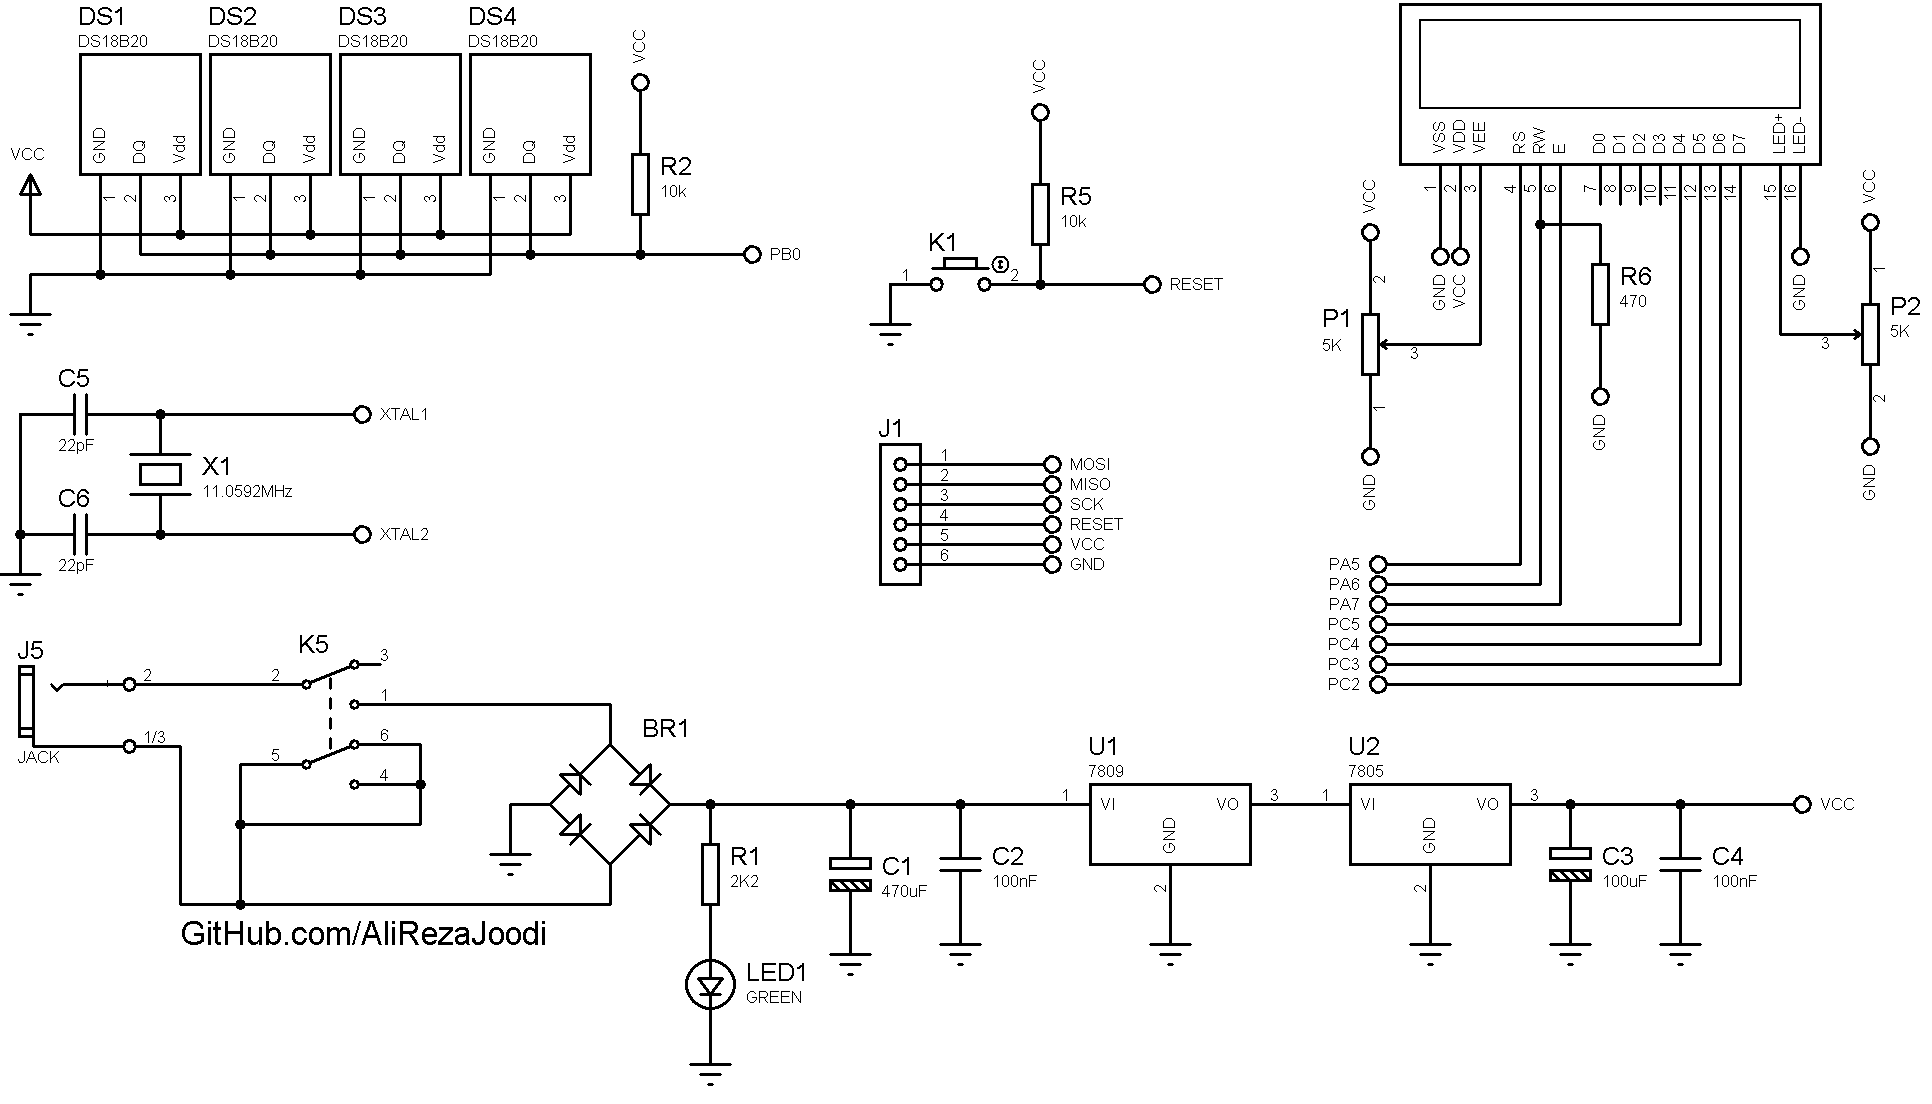 DS1 DS2 DS3 DS4
DS18B20 DS18B20 DS18B20 DS18B20
VCC
GND DQ Vdd GND DQ Vdd GND DQ Vdd GND DQ Vdd
1 2 3 1 2 3 1 2 3 1 2 3
VCC
R2
10k
PB0
VCC
R5
10k
K1
1 2
RESET
VSS VDD VEE RS RW E D0 D1 D2 D3 D4 D5 D6 D7 LED+ LED-
1 2 3 4 5 6 7 8 9 10 11 12 13 14 15 16
VCC
2
P1
5K
3
1
GND
GND VCC
R6
470
GND
GND
VCC
1
P2
5K
3
2
GND
C5
22pF
XTAL1
X1
11.0592MHz
C6
22pF
XTAL2
J1
1 MOSI
2 MISO
3 SCK
4 RESET
5 VCC
6 GND
PA5
PA6
PA7
PC5
PC4
PC3
PC2
J5
JACK
2
1/3
K5
2 3
1
5 6
4
BR1
GitHub.com/AliRezaJoodi
R1
2K2
LED1
GREEN
C1
470uF
C2
100nF
U1
7809
1 VI VO 3
GND
2
U2
7805
1 VI VO 3
GND
2
C3
100uF
C4
100nF
VCC